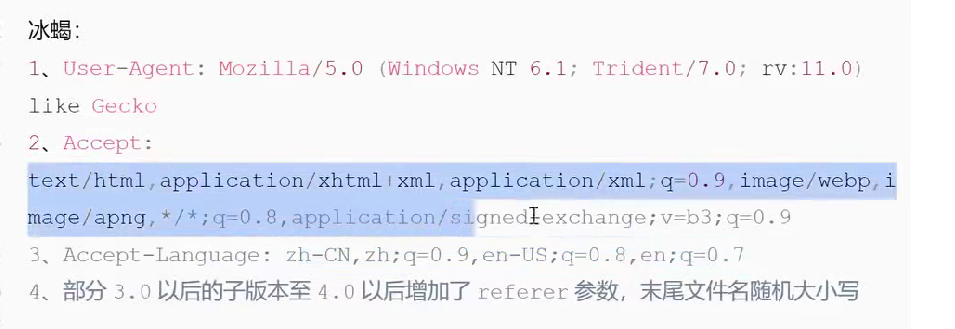 冰蝎：
1、User-Agent: Mozilla/5.0 (Windows NT 6.1; Trident/7.0; rv:11.0)
like Gecko
2、Accept:
text/html,application/xhtml+xml,application/xml;q=0.9,image/webp,i
mage/apng,*/*;q=0.8,application/signed-exchange;v=b3;q=0.9
3、Accept-Language: zh-CN,zh;q=0.9,en-US;q=0.8,en;q=0.7
4、部分 3.0 以后的子版本至 4.0 以后增加了 referer 参数，末尾文件名随机大小写